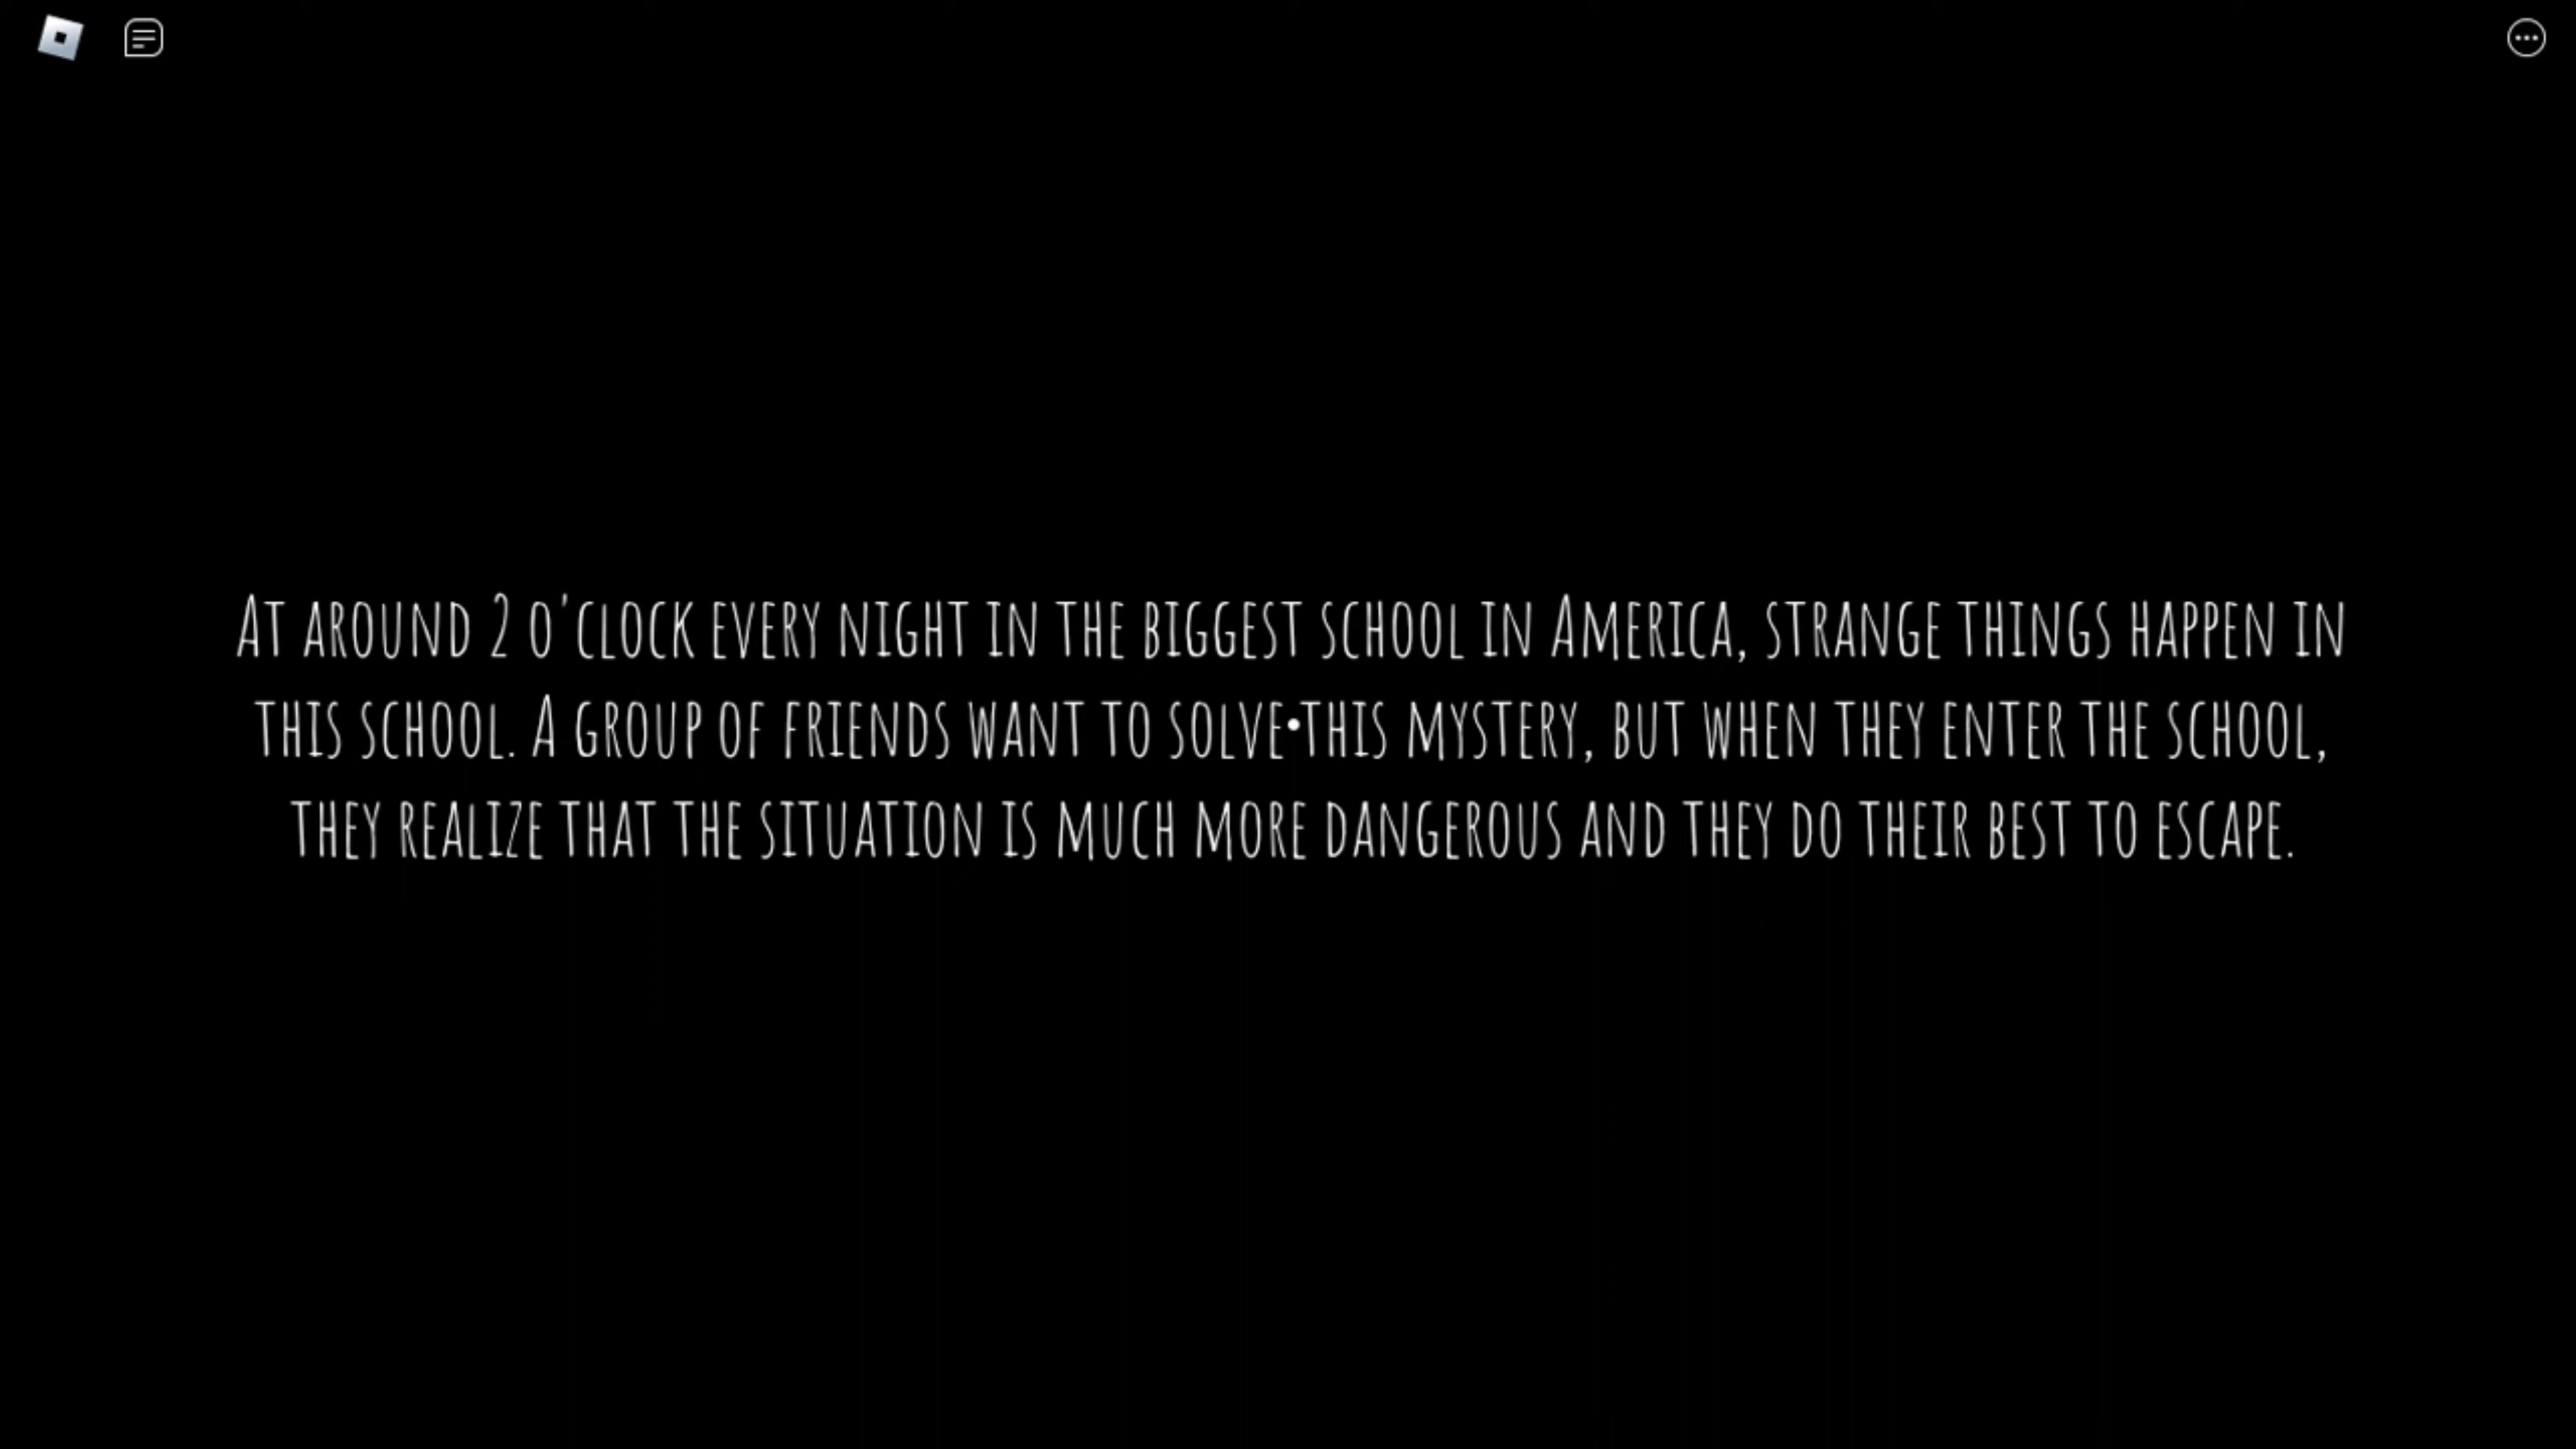 At around 2 o'clock every night in the biggest school in America, strange things happen in
this school. A group of friends want to solve this mystery, but when they enter the school,
they realize that the situation is much more dangerous and they do their best to escape.